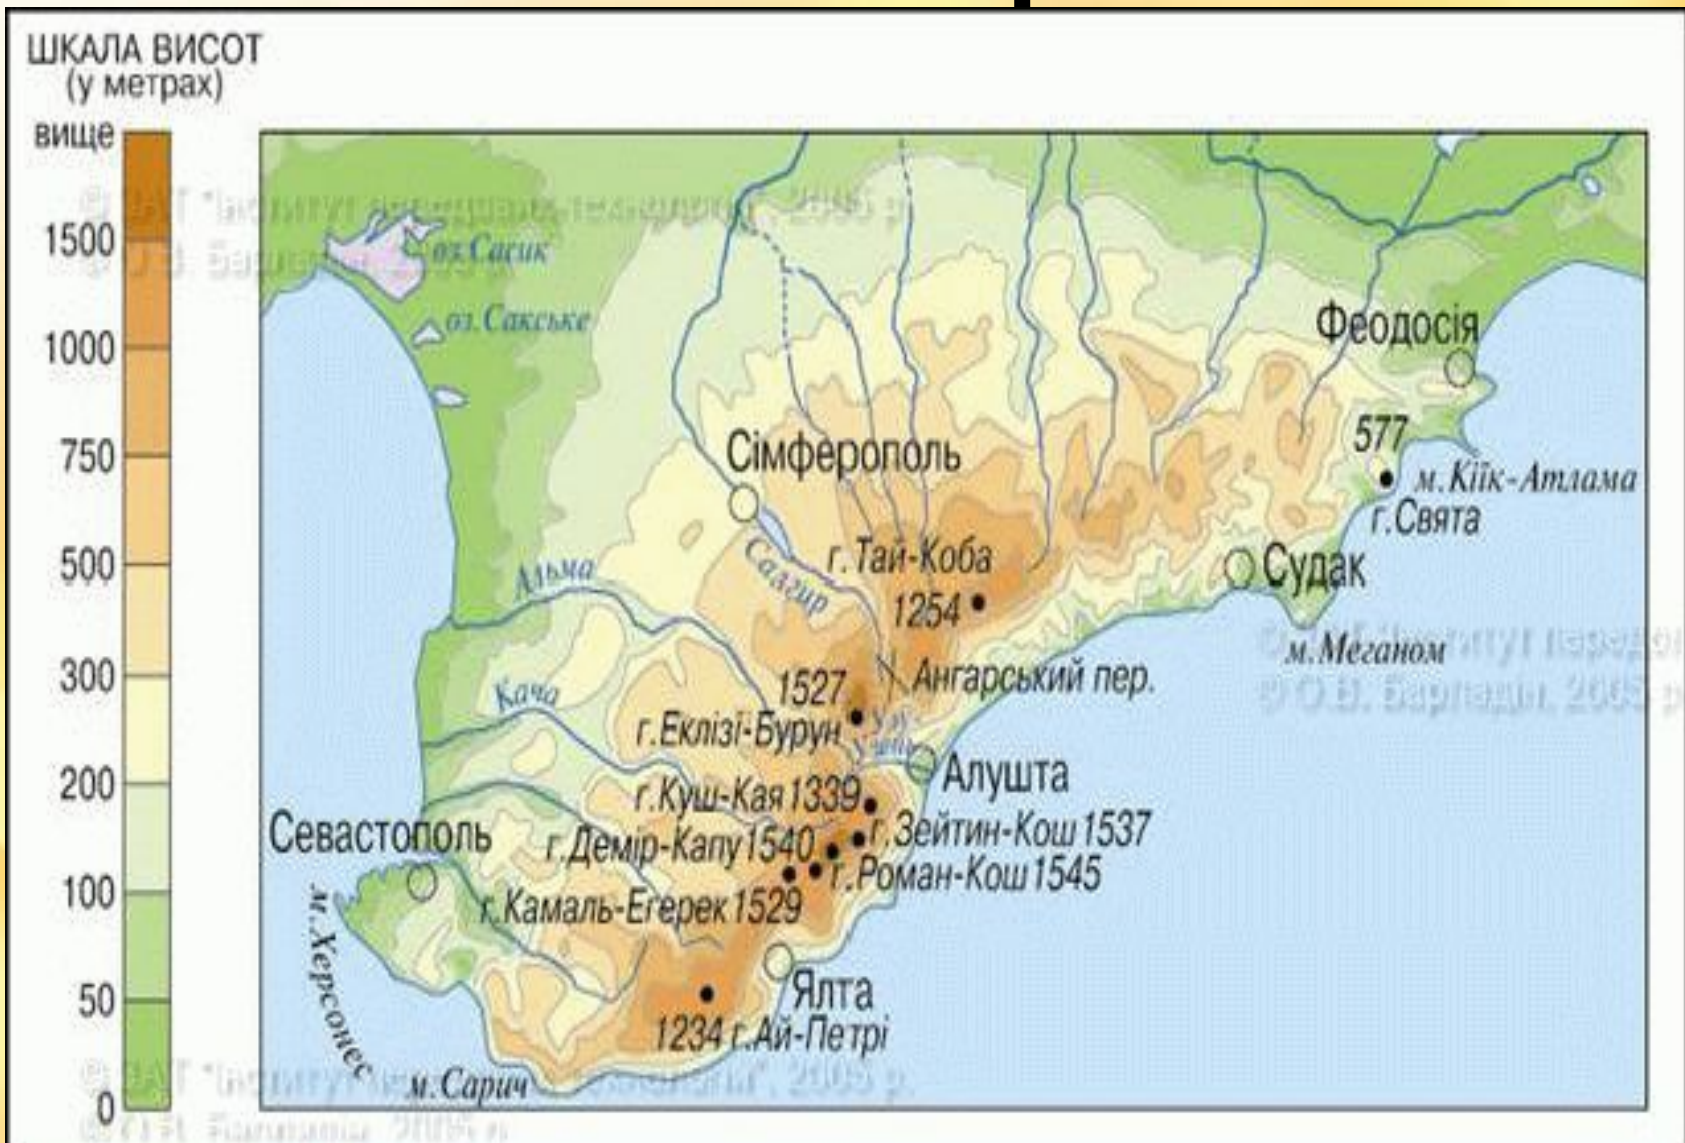 ШКАЛА ВИСОТ
(у метрах)
вище
1500
1000
750
500
300
200
100
50
0
оз.Сасик
оз.Сакське
Феодосія
577
м.Кіїк-Атлама
г.Свята
Сімферополь
Салгир
Альма
г.Тай-Коба
1254
Судак
м.Меганом
Ангарський пер.
1527
г.Еклізі-Бурун
Кача
Алушта
г.Куш-Кая 1339
г.Зейтин-Кош 1537
Севастополь
г.Демір-Капу 1540
г.Роман-Кош 1545
г.Камаль-Егерек 1529
м.Херсонес
Ялта
1234 г.Ай-Петрі
м.Сарич
© О.В. Барладін, 2005 р